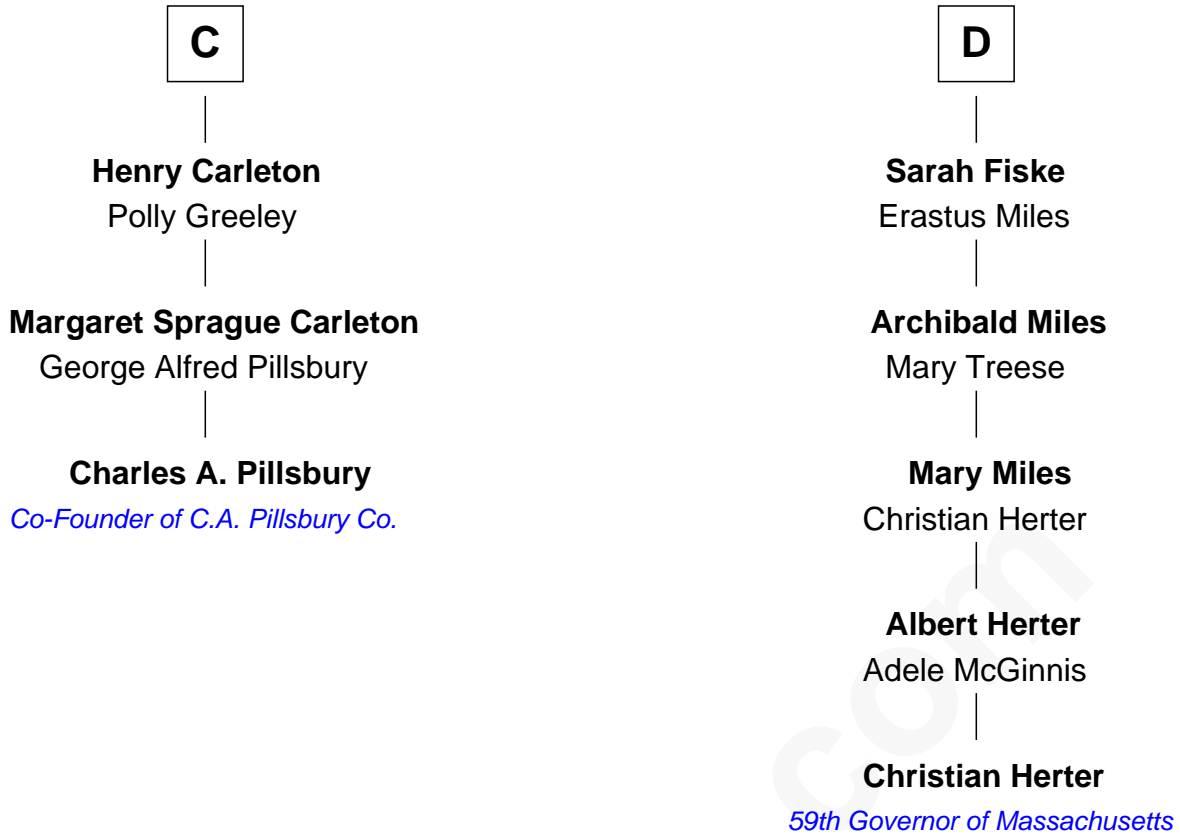 C
Henry Carleton
Polly Greeley
Margaret Sprague Carleton
George Alfred Pillsbury
Charles A. Pillsbury
Co-Founder of C.A. Pillsbury Co.
D
Sarah Fiske
Erastus Miles
Archibald Miles
Mary Treese
Mary Miles
Christian Herter
Albert Herter
Adele McGinnis
Christian Herter
59th Governor of Massachusetts
com